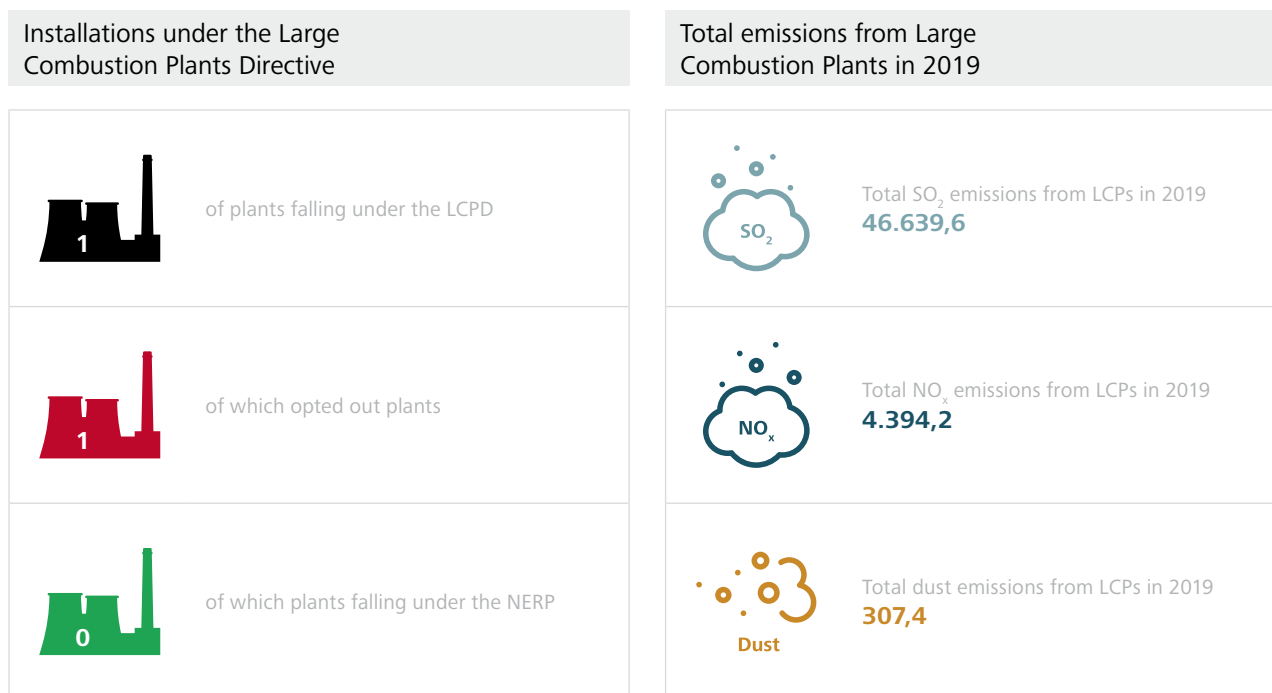 Installations under the Large
Combustion Plants Directive
1
of plants falling under the LCPD
1
of which opted out plants
0
of which plants falling under the NERP
Total emissions from Large
Combustion Plants in 2019
SO₂
Total SO₂ emissions from LCPs in 2019
46.639,6
NOₓ
Total NOₓ emissions from LCPs in 2019
4.394,2
Dust
Total dust emissions from LCPs in 2019
307,4